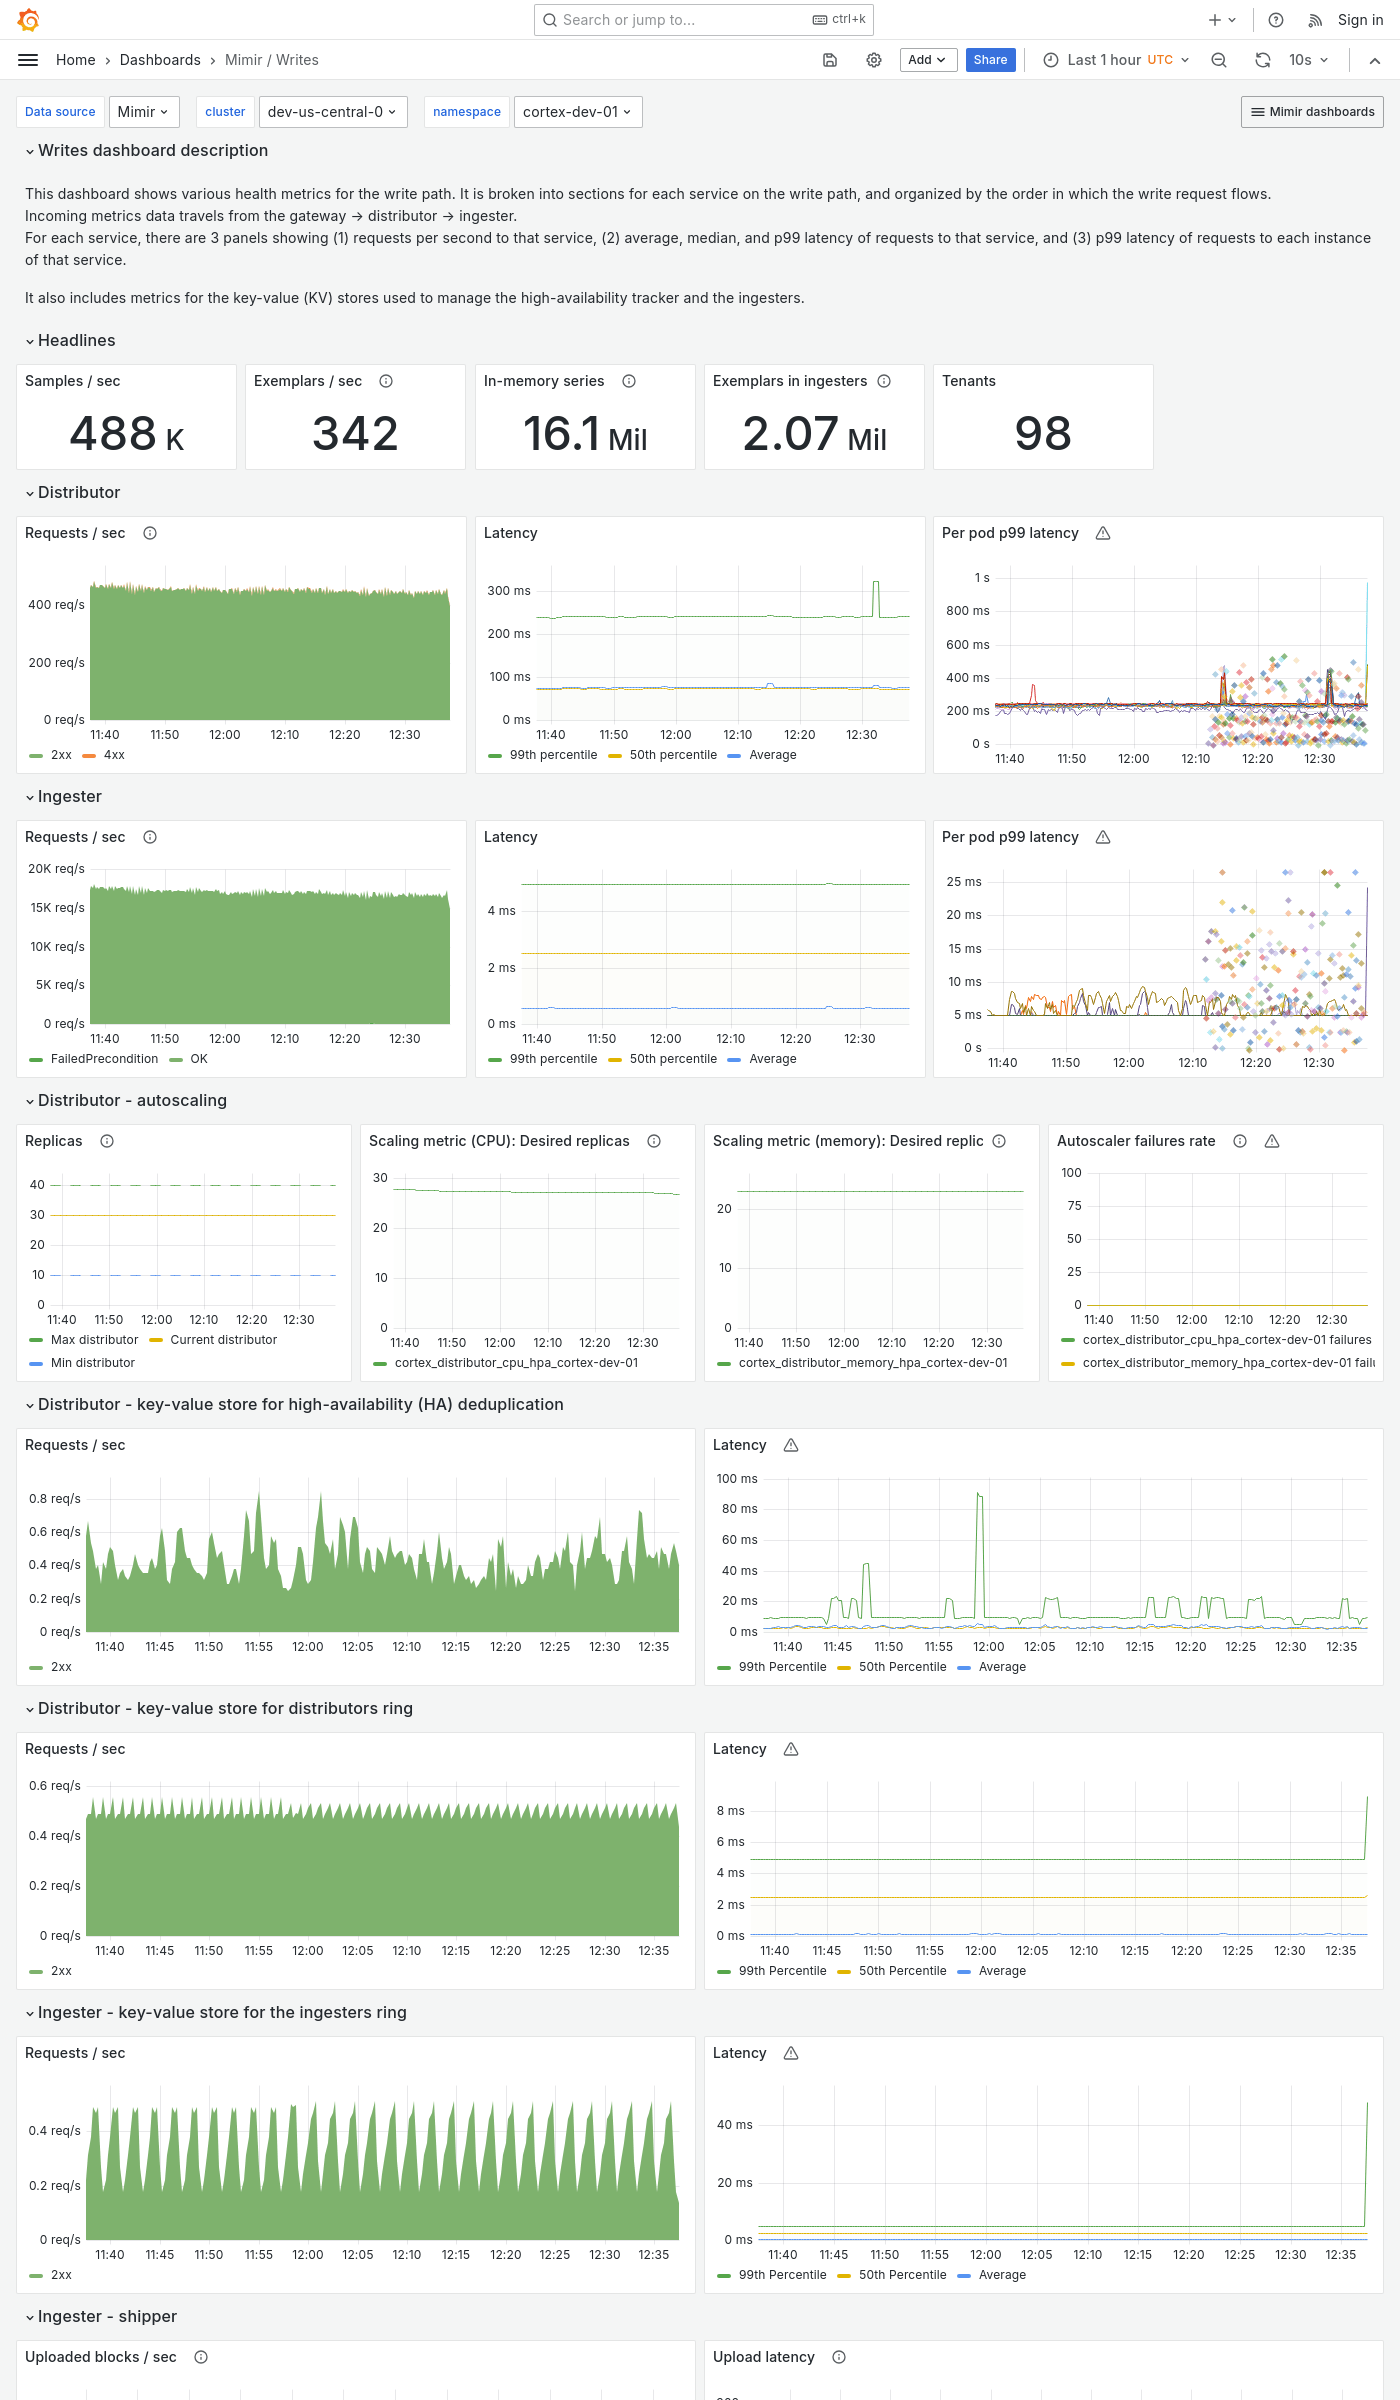 Search or jump to...
ctrl+k
Sign in
Home
Dashboards
Mimir / Writes
Add
Share
Last 1 hour UTC
10s
Data source
Mimir
cluster
dev-us-central-0
namespace
cortex-dev-01
Mimir dashboards
Writes dashboard description
This dashboard shows various health metrics for the write path. It is broken into sections for each service on the write path, and organized by the order in which the write request flows.
Incoming metrics data travels from the gateway → distributor → ingester.
For each service, there are 3 panels showing (1) requests per second to that service, (2) average, median, and p99 latency of requests to that service, and (3) p99 latency of requests to each instance
of that service.
It also includes metrics for the key-value (KV) stores used to manage the high-availability tracker and the ingesters.
Headlines
Samples / sec
488 K
Exemplars / sec
342
In-memory series
16.1 Mil
Exemplars in ingesters
2.07 Mil
Tenants
98
Distributor
Requests / sec
400 req/s
200 req/s
0 req/s
11:40 11:50 12:00 12:10 12:20 12:30
2xx 4xx
Latency
300 ms
200 ms
100 ms
0 ms
11:40 11:50 12:00 12:10 12:20 12:30
99th percentile 50th percentile Average
Per pod p99 latency
1 s
800 ms
600 ms
400 ms
200 ms
0 s
11:40 11:50 12:00 12:10 12:20 12:30
Ingester
Requests / sec
20K req/s
15K req/s
10K req/s
5K req/s
0 req/s
11:40 11:50 12:00 12:10 12:20 12:30
FailedPrecondition OK
Latency
4 ms
2 ms
0 ms
11:40 11:50 12:00 12:10 12:20 12:30
99th percentile 50th percentile Average
Per pod p99 latency
25 ms
20 ms
15 ms
10 ms
5 ms
0 s
11:40 11:50 12:00 12:10 12:20 12:30
Distributor - autoscaling
Replicas
40
30
20
10
0
11:40 11:50 12:00 12:10 12:20 12:30
Max distributor Current distributor
Min distributor
Scaling metric (CPU): Desired replicas
30
20
10
0
11:40 11:50 12:00 12:10 12:20 12:30
cortex_distributor_cpu_hpa_cortex-dev-01
Scaling metric (memory): Desired replic
20
10
0
11:40 11:50 12:00 12:10 12:20 12:30
cortex_distributor_memory_hpa_cortex-dev-01
Autoscaler failures rate
100
75
50
25
0
11:40 11:50 12:00 12:10 12:20 12:30
cortex_distributor_cpu_hpa_cortex-dev-01 failures
cortex_distributor_memory_hpa_cortex-dev-01
Distributor - key-value store for high-availability (HA) deduplication
Requests / sec
0.8 req/s
0.6 req/s
0.4 req/s
0.2 req/s
0 req/s
11:40 11:45 11:50 11:55 12:00 12:05 12:10 12:15 12:20 12:25 12:30 12:35
2xx
Latency
100 ms
80 ms
60 ms
40 ms
20 ms
0 ms
11:40 11:45 11:50 11:55 12:00 12:05 12:10 12:15 12:20 12:25 12:30 12:35
99th Percentile 50th Percentile Average
Distributor - key-value store for distributors ring
Requests / sec
0.6 req/s
0.4 req/s
0.2 req/s
0 req/s
11:40 11:45 11:50 11:55 12:00 12:05 12:10 12:15 12:20 12:25 12:30 12:35
2xx
Latency
8 ms
6 ms
4 ms
2 ms
0 ms
11:40 11:45 11:50 11:55 12:00 12:05 12:10 12:15 12:20 12:25 12:30 12:35
99th Percentile 50th Percentile Average
Ingester - key-value store for the ingesters ring
Requests / sec
0.4 req/s
0.2 req/s
0 req/s
11:40 11:45 11:50 11:55 12:00 12:05 12:10 12:15 12:20 12:25 12:30 12:35
2xx
Latency
40 ms
20 ms
0 ms
11:40 11:45 11:50 11:55 12:00 12:05 12:10 12:15 12:20 12:25 12:30 12:35
99th Percentile 50th Percentile Average
Ingester - shipper
Uploaded blocks / sec
Upload latency